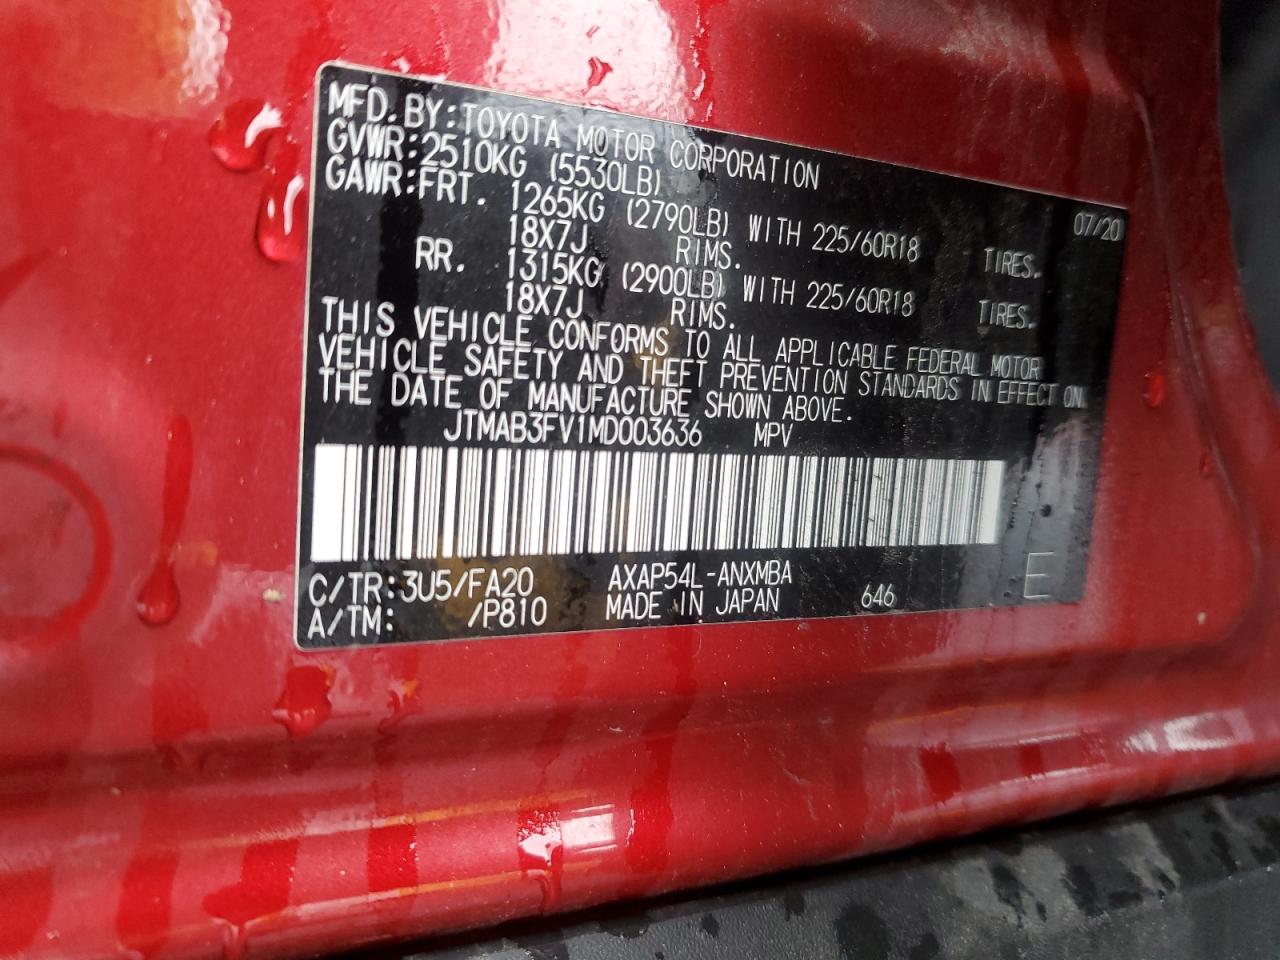 MFD. BY: TOYOTA MOTOR CORPORATION 07/20
GVWR: 2510KG (5530LB)
GAWR: FRT. 1265KG (2790LB) WITH 225/60R18 TIRES.
18X7J RIMS.
RR. 1315KG (2900LB) WITH 225/60R18 TIRES.
18X7J RIMS.
THIS VEHICLE CONFORMS TO ALL APPLICABLE FEDERAL MOTOR
VEHICLE SAFETY AND THEFT PREVENTION STANDARDS IN EFFECT ON
THE DATE OF MANUFACTURE SHOWN ABOVE.
JTMAB3FV1MD003636 MPV
C/TR: 3U5/FA20 AXAP54L-ANXMBA
A/TM: /P810 MADE IN JAPAN 646 E